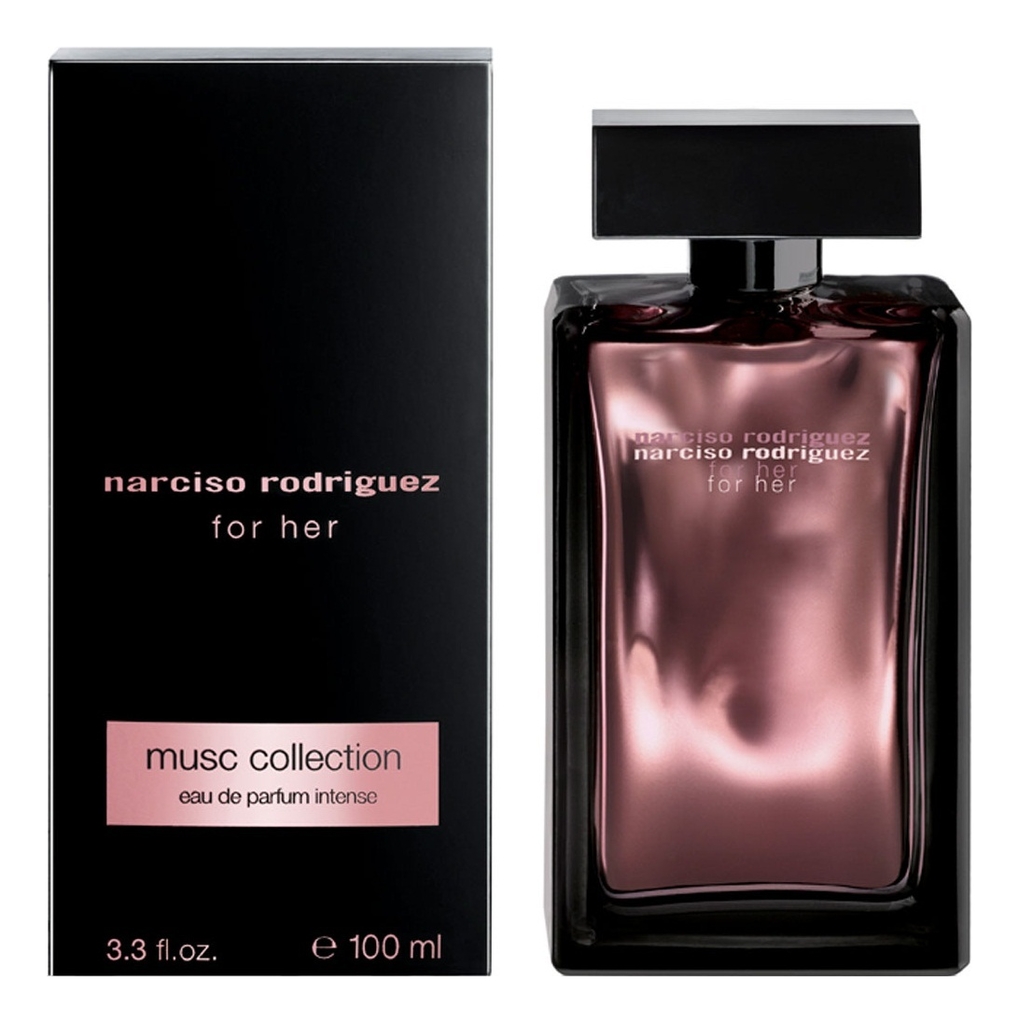 narciso rodriguez
for her
musc collection
eau de parfum intense
3.3 fl.oz.
℮ 100 ml
narciso rodriguez
for her